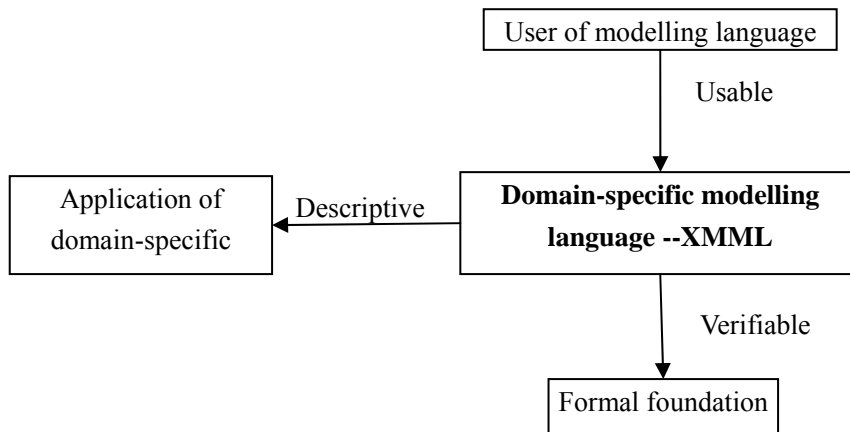 User of modelling language
Usable
Application of
domain-specific
Descriptive
Domain-specific modelling
language --XMML
Verifiable
Formal foundation